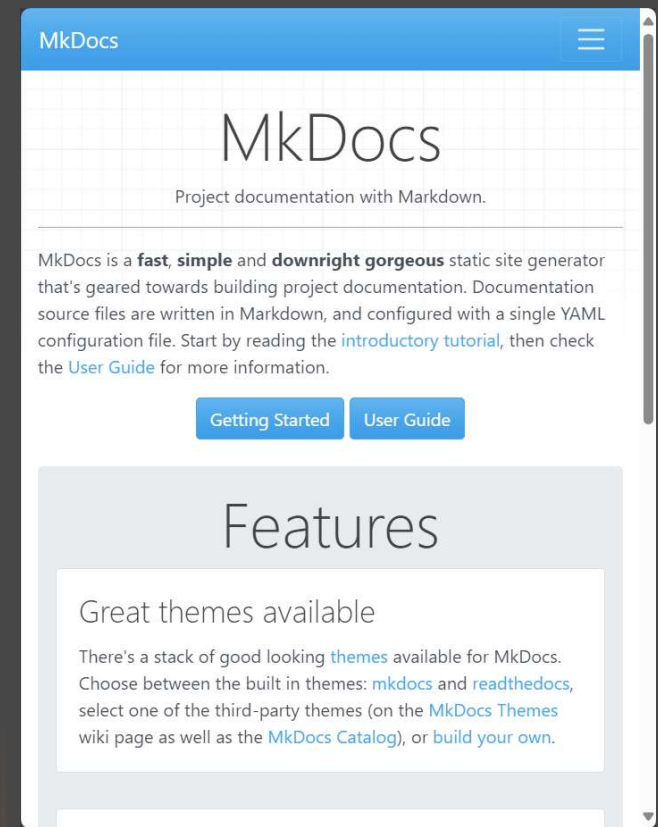 MkDocs
MkDocs
Project documentation with Markdown.
MkDocs is a fast, simple and downright gorgeous static site generator
that's geared towards building project documentation. Documentation
source files are written in Markdown, and configured with a single YAML
configuration file. Start by reading the introductory tutorial, then check
the User Guide for more information.
Getting Started User Guide
Features
Great themes available
There's a stack of good looking themes available for MkDocs.
Choose between the built in themes: mkdocs and readthedocs,
select one of the third-party themes (on the MkDocs Themes
wiki page as well as the MkDocs Catalog), or build your own.